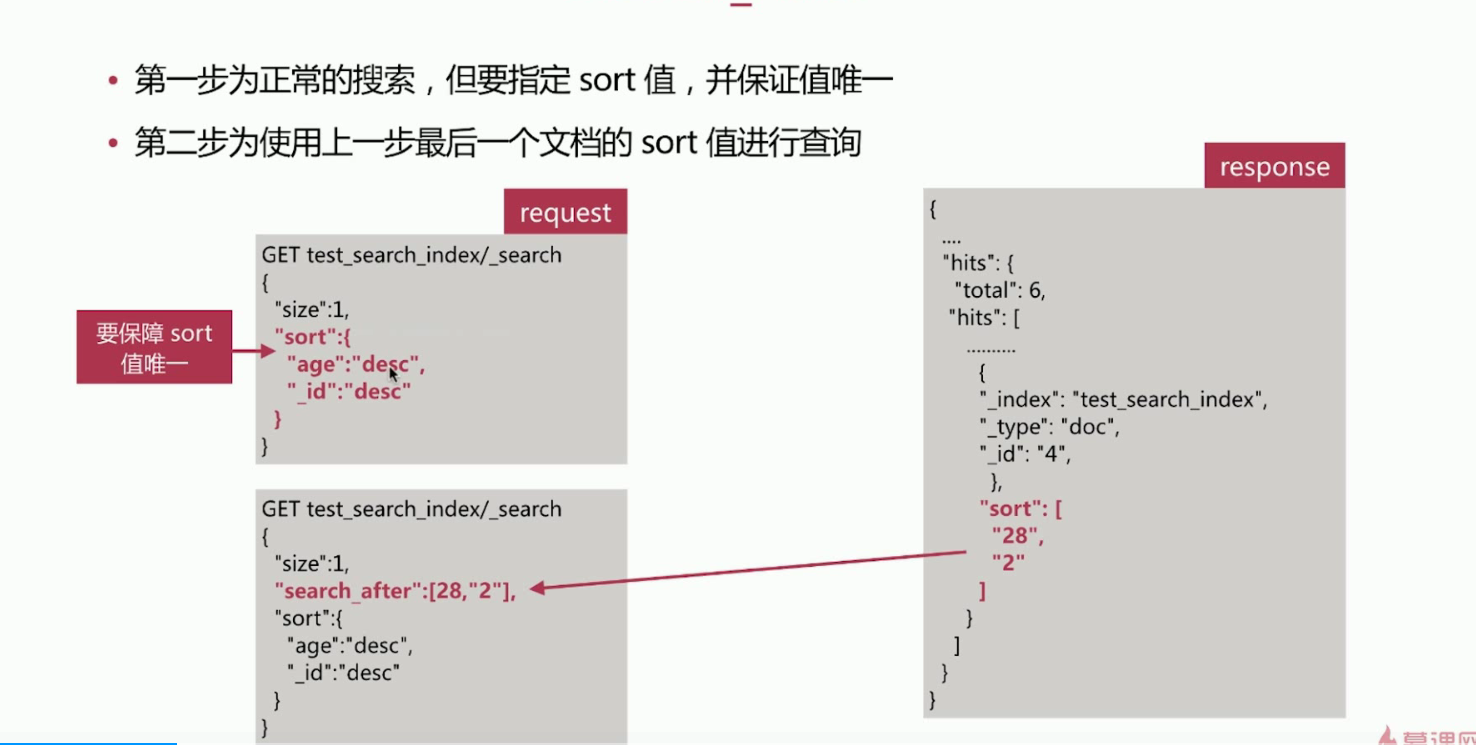 • 第一步为正常的搜索，但要指定 sort 值，并保证值唯一
• 第二步为使用上一步最后一个文档的 sort 值进行查询
request
GET test_search_index/_search
{
"size":1,
"sort":{
"age":"desc",
"_id":"desc"
}
}
要保障 sort
值唯一
GET test_search_index/_search
{
"size":1,
"search_after":[28,"2"],
"sort":{
"age":"desc",
"_id":"desc"
}
}
response
{
....
"hits": {
"total": 6,
"hits": [
..........
{
"_index": "test_search_index",
"_type": "doc",
"_id": "4",
},
"sort": [
"28",
"2"
]
}
]
}
}